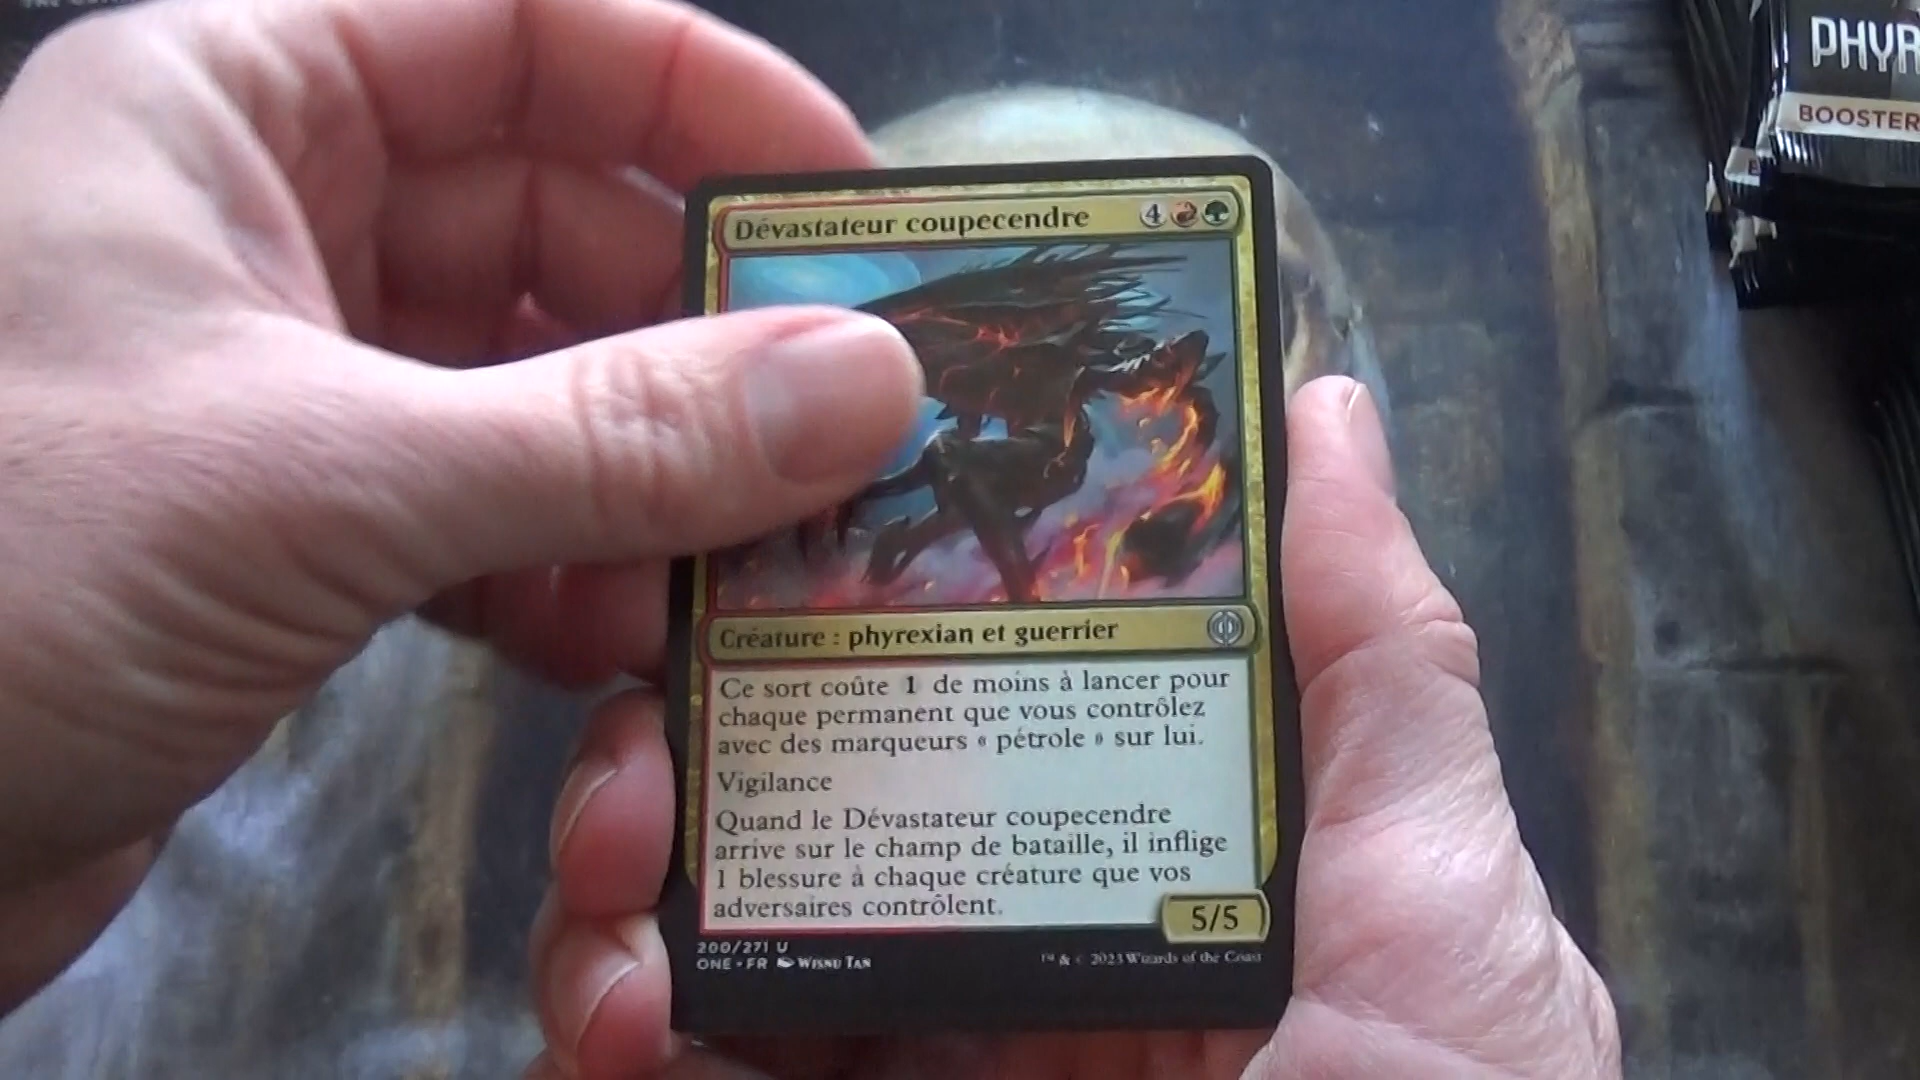 PHYR
BOOSTER
Dévastateur coupecendre 4
Créature : phyrexian et guerrier
Ce sort coûte 1 de moins à lancer pour
chaque permanent que vous contrôlez
avec des marqueurs « pétrole » sur lui.
Vigilance
Quand le Dévastateur coupecendre
arrive sur le champ de bataille, il inflige
1 blessure à chaque créature que vos
adversaires contrôlent.
5/5
200/271 U
ONE • FR Wisnu Tan
™ & © 2023 Wizards of the Coast